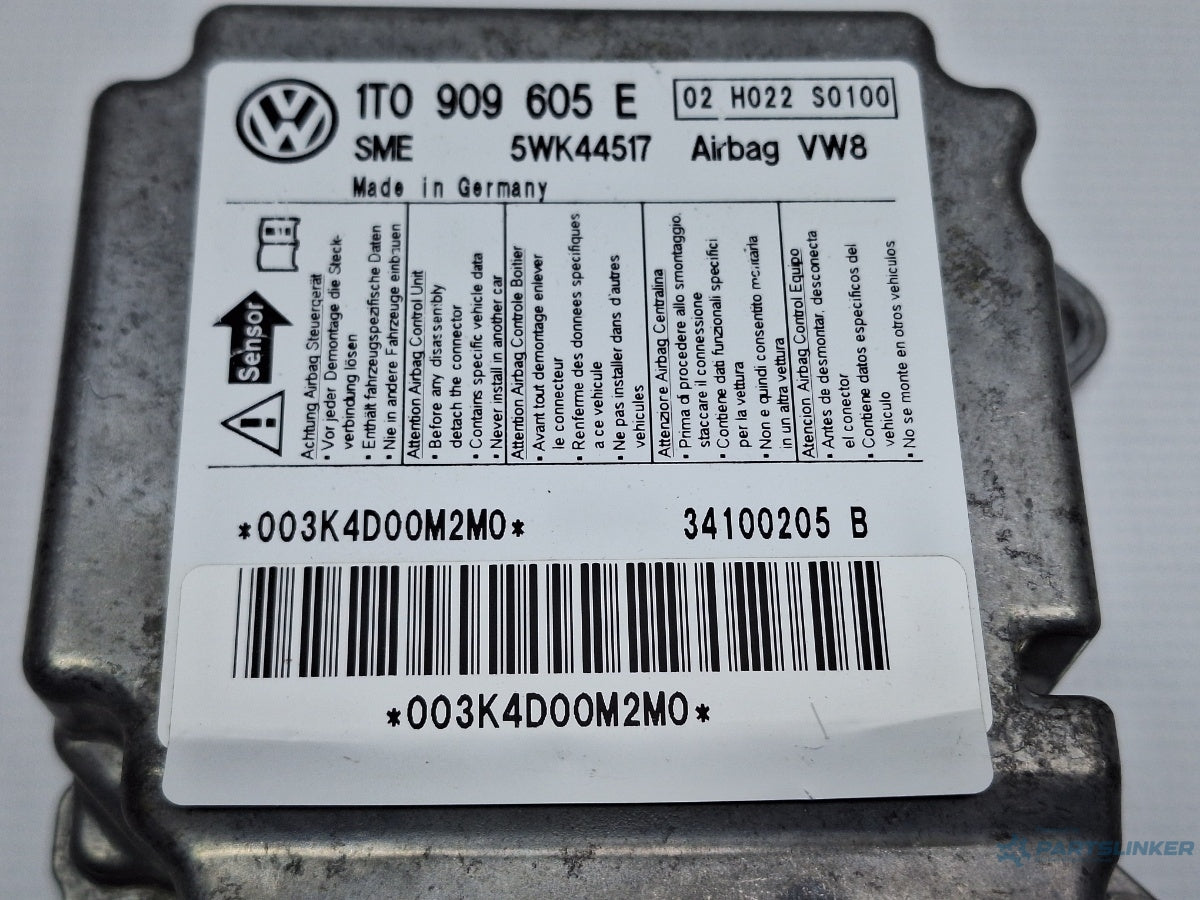 1T0 909 605 E
02 H022 S0100
SME 5WK44517 Airbag VW8
Made in Germany
Sensor
Achtung Airbag Steuergerät
• Vor jeder Demontage die Steck-
verbindung lösen
• Enthält fahrzeugspezifische Daten
• Nie in andere Fahrzeuge einbauen
Attention Airbag Control Unit
• Before any disassembly
detach the connector
• Contains specific vehicle data
• Never install in another car
Attention Airbag Controle Boitier
• Avant tout demontage enlever
le connecteur
• Renferme des donnees specifiques
a ce vehicule
• Ne pas installer dans d'autres
vehicules
Attenzione Airbag Centralina
• Prima di procedere allo smontaggio,
staccare il connessione
• Contiene dati funzionali specifici
per la vettura
• Non e quindi consentito montarla
in un altra vettura
Atencion Airbag Control Equipo
• Antes de desmontar, desconecta
el conector
• Contiene datos especificos del
vehiculo
• No se monte en otros vehiculos
*003K4D00M2M0* 34100205 B
*003K4D00M2M0*
PARTSLINKER